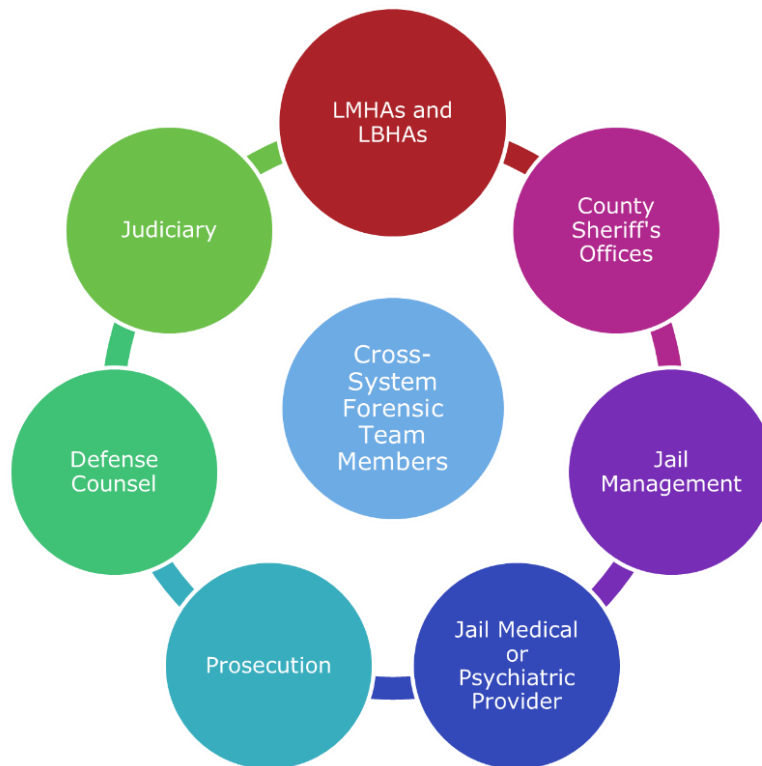 LMHAs and
LBHAs
County
Sheriff's
Offices
Jail
Management
Jail Medical
or
Psychiatric
Provider
Prosecution
Defense
Counsel
Judiciary
Cross-
System
Forensic
Team
Members